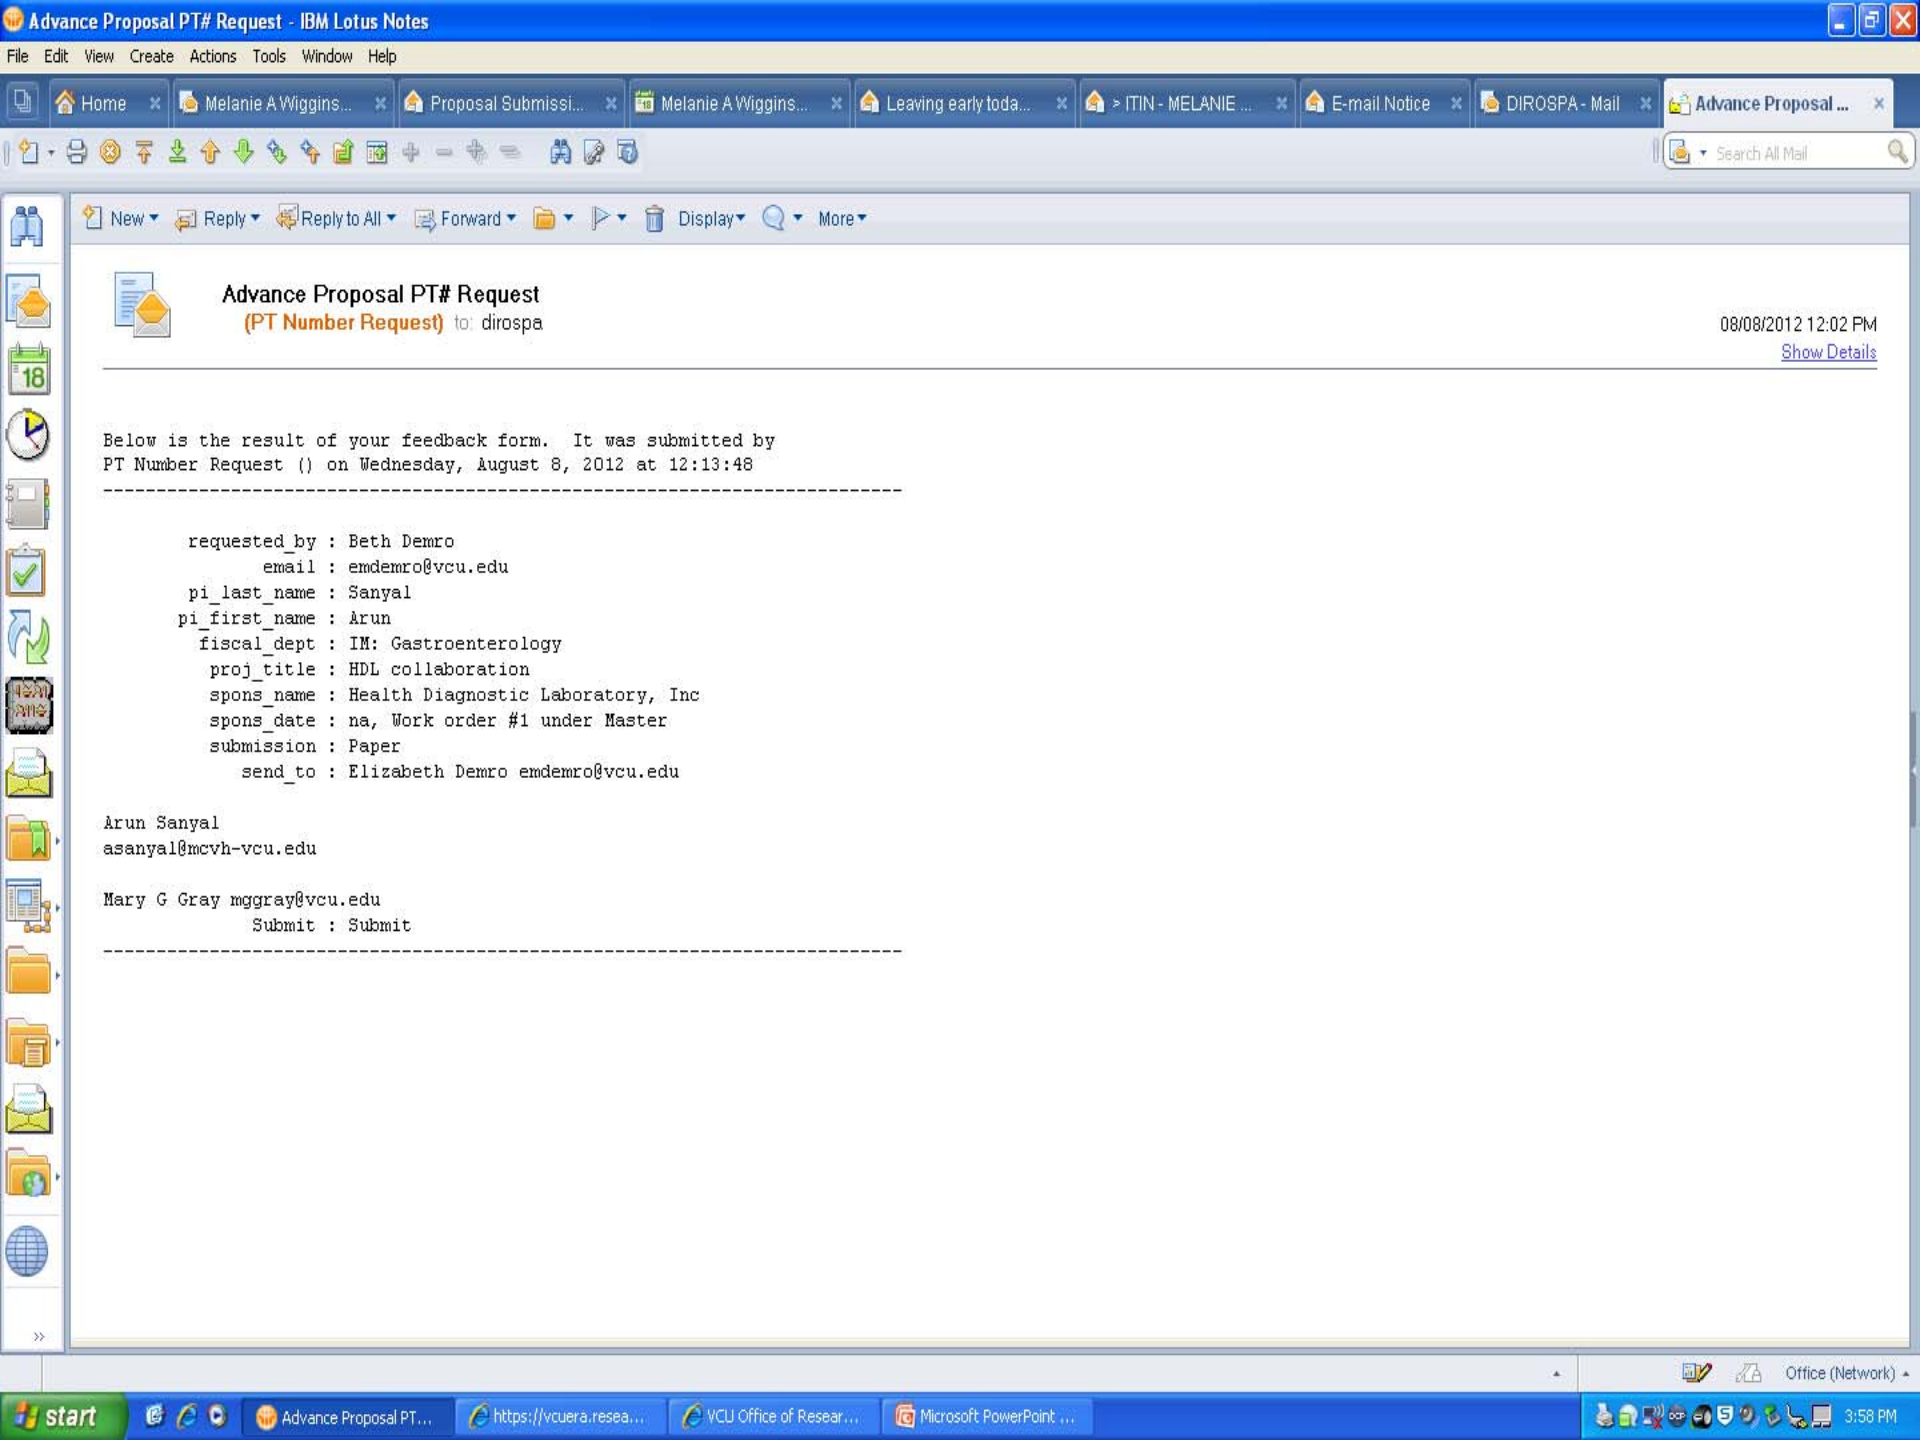 Advance Proposal PT# Request - IBM Lotus Notes
File Edit View Create Actions Tools Window Help
Home
Melanie A Wiggins...
Proposal Submissi...
Melanie A Wiggins...
Leaving early toda...
> ITIN - MELANIE ...
E-mail Notice
DIROSPA - Mail
Advance Proposal ...
Search All Mail
New Reply Reply to All Forward Display More
Advance Proposal PT# Request
(PT Number Request) to: dirospa
08/08/2012 12:02 PM
Show Details
18
Below is the result of your feedback form. It was submitted by
PT Number Request () on Wednesday, August 8, 2012 at 12:13:48
---------------------------------------------------------------------------
requested_by : Beth Demro
email : emdemro@vcu.edu
pi_last_name : Sanyal
pi_first_name : Arun
fiscal_dept : IM: Gastroenterology
proj_title : HDL collaboration
spons_name : Health Diagnostic Laboratory, Inc
spons_date : na, Work order #1 under Master
submission : Paper
send_to : Elizabeth Demro emdemro@vcu.edu
Arun Sanyal
asanyal@mcvh-vcu.edu
Mary G Gray mggray@vcu.edu
Submit : Submit
---------------------------------------------------------------------------
Office (Network)
start
Advance Proposal PT...
https://vcuera.resea...
VCU Office of Resear...
Microsoft PowerPoint ...
3:58 PM